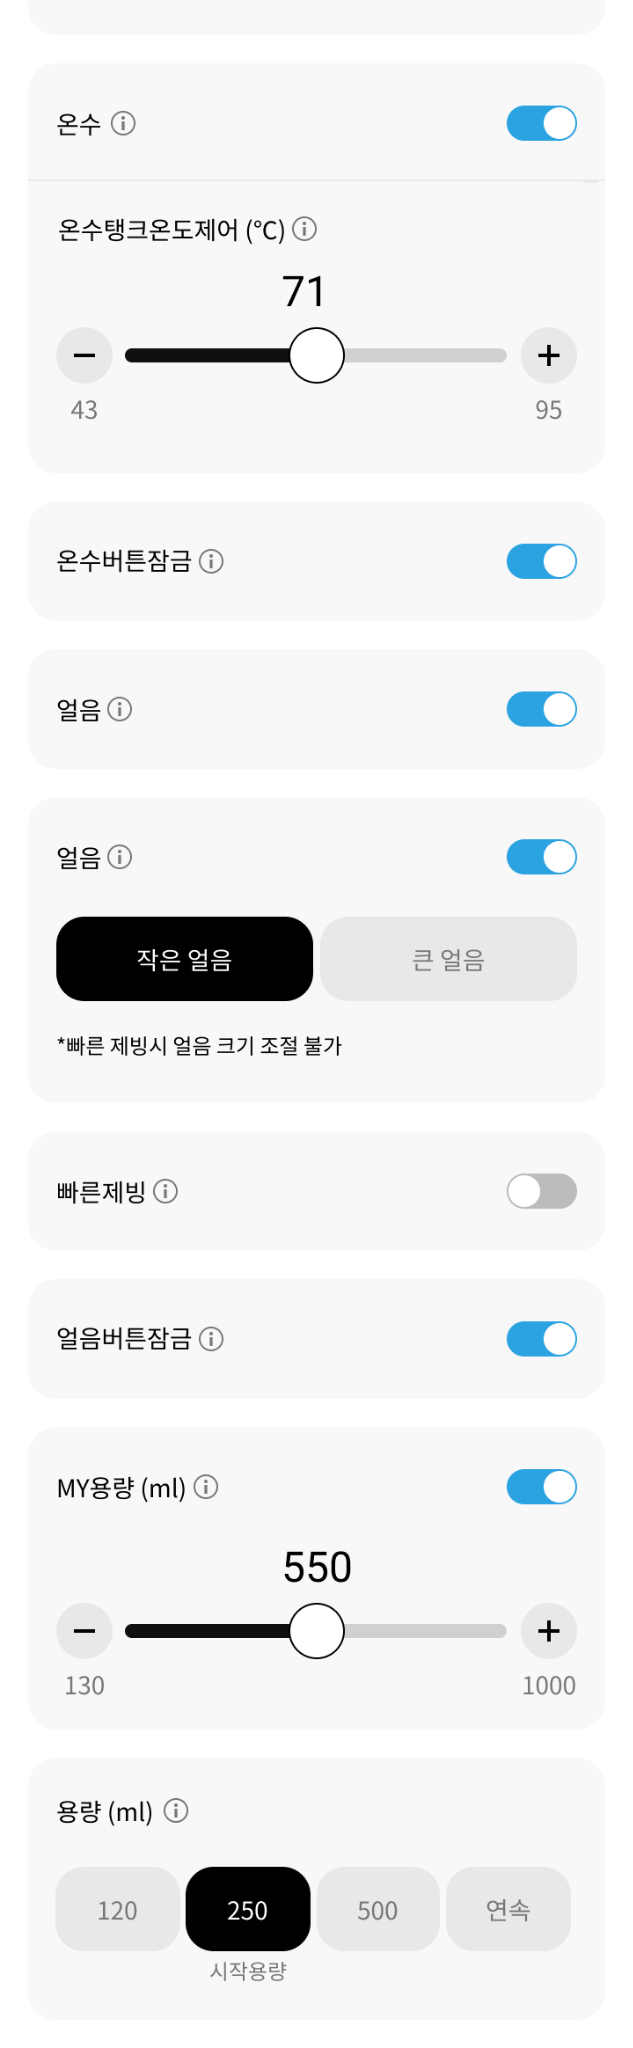 온수
온수탱크온도제어 (°C)
71
43
95
온수버튼잠금
얼음
얼음
작은 얼음
큰 얼음
*빠른 제빙시 얼음 크기 조절 불가
빠른제빙
얼음버튼잠금
MY용량 (ml)
550
130
1000
용량 (ml)
120
250
500
연속
시작용량